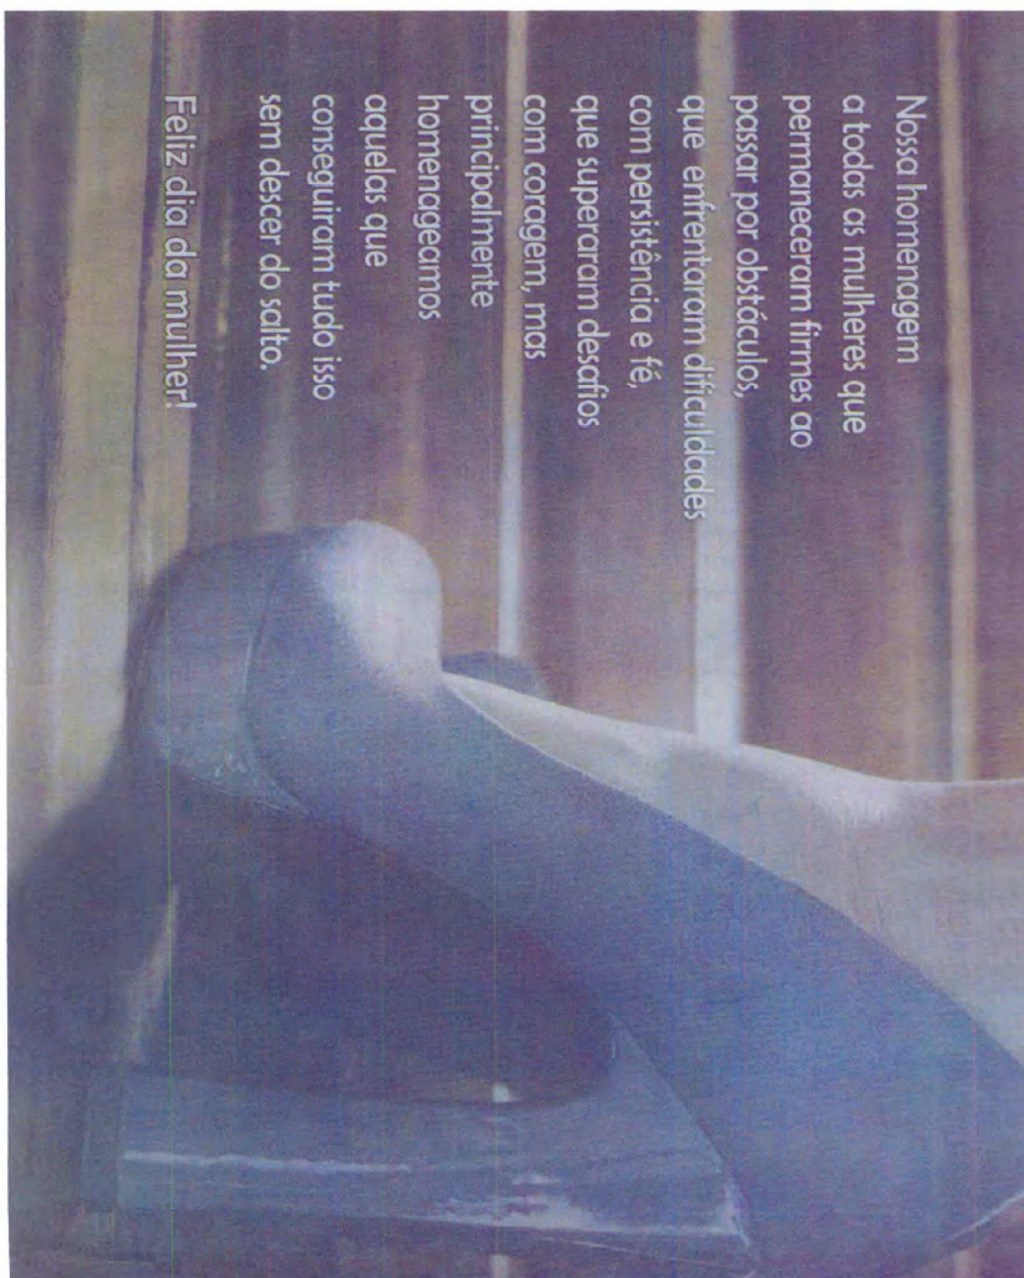 Nossa homenagem
a todas as mulheres que
permaneceram firmes ao
passar por obstáculos,
que enfrentaram dificuldades
com persistência e fé,
que superaram desafios
com coragem, mas
principalmente
homenageamos
aquelas que
conseguiram tudo isso
sem descer do salto.
Feliz dia da mulher!